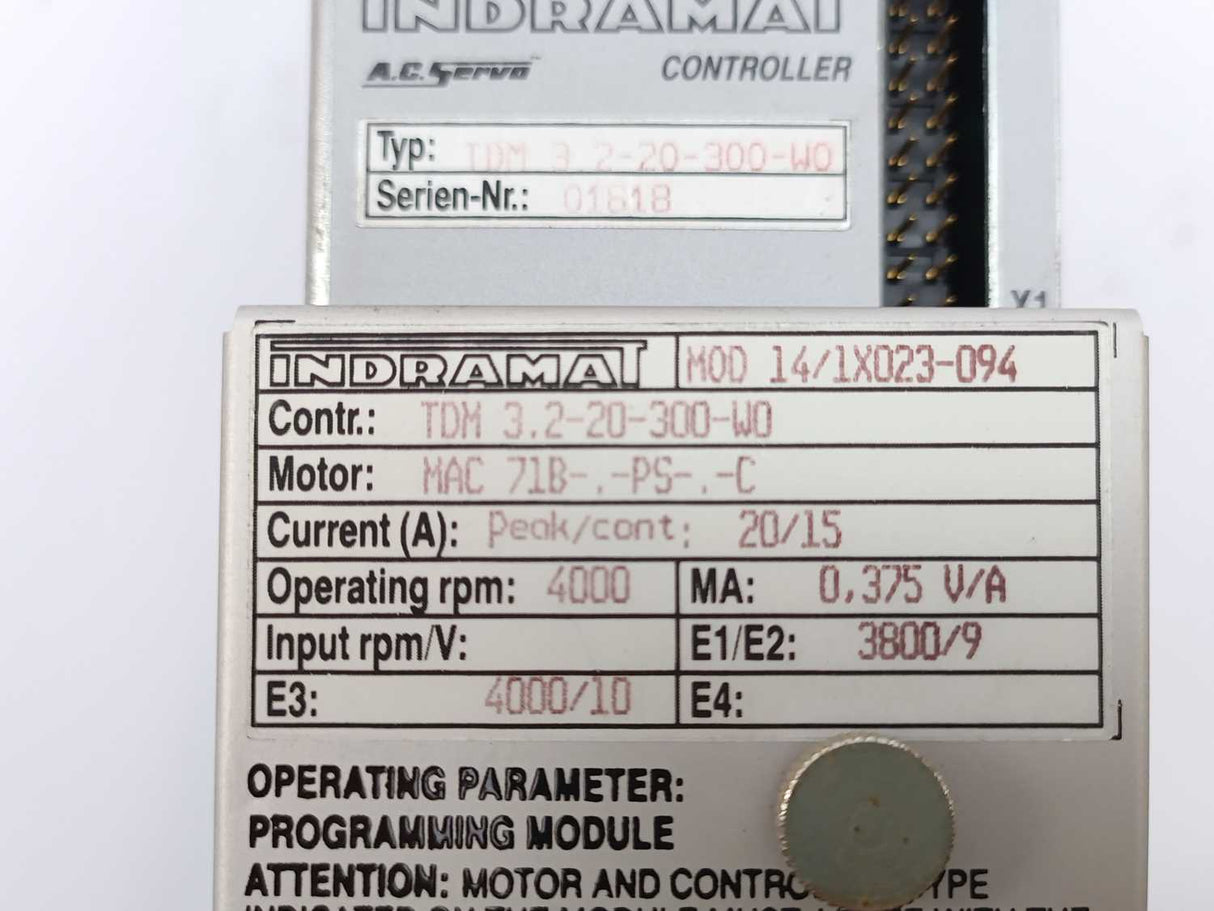 INDRAMAT
A.C. Servo™ CONTROLLER
Typ: TDM 3.2-20-300-W0
Serien-Nr.: 01818
X1
INDRAMAT MOD 14/1X023-094
Contr.: TDM 3.2-20-300-W0
Motor: MAC 71B-.-PS-.-C
Current (A): Peak/cont: 20/15
Operating rpm: 4000 MA: 0,375 V/A
Input rpm/V: E1/E2: 3800/9
E3: 4000/10 E4:
OPERATING PARAMETER:
PROGRAMMING MODULE
ATTENTION: MOTOR AND